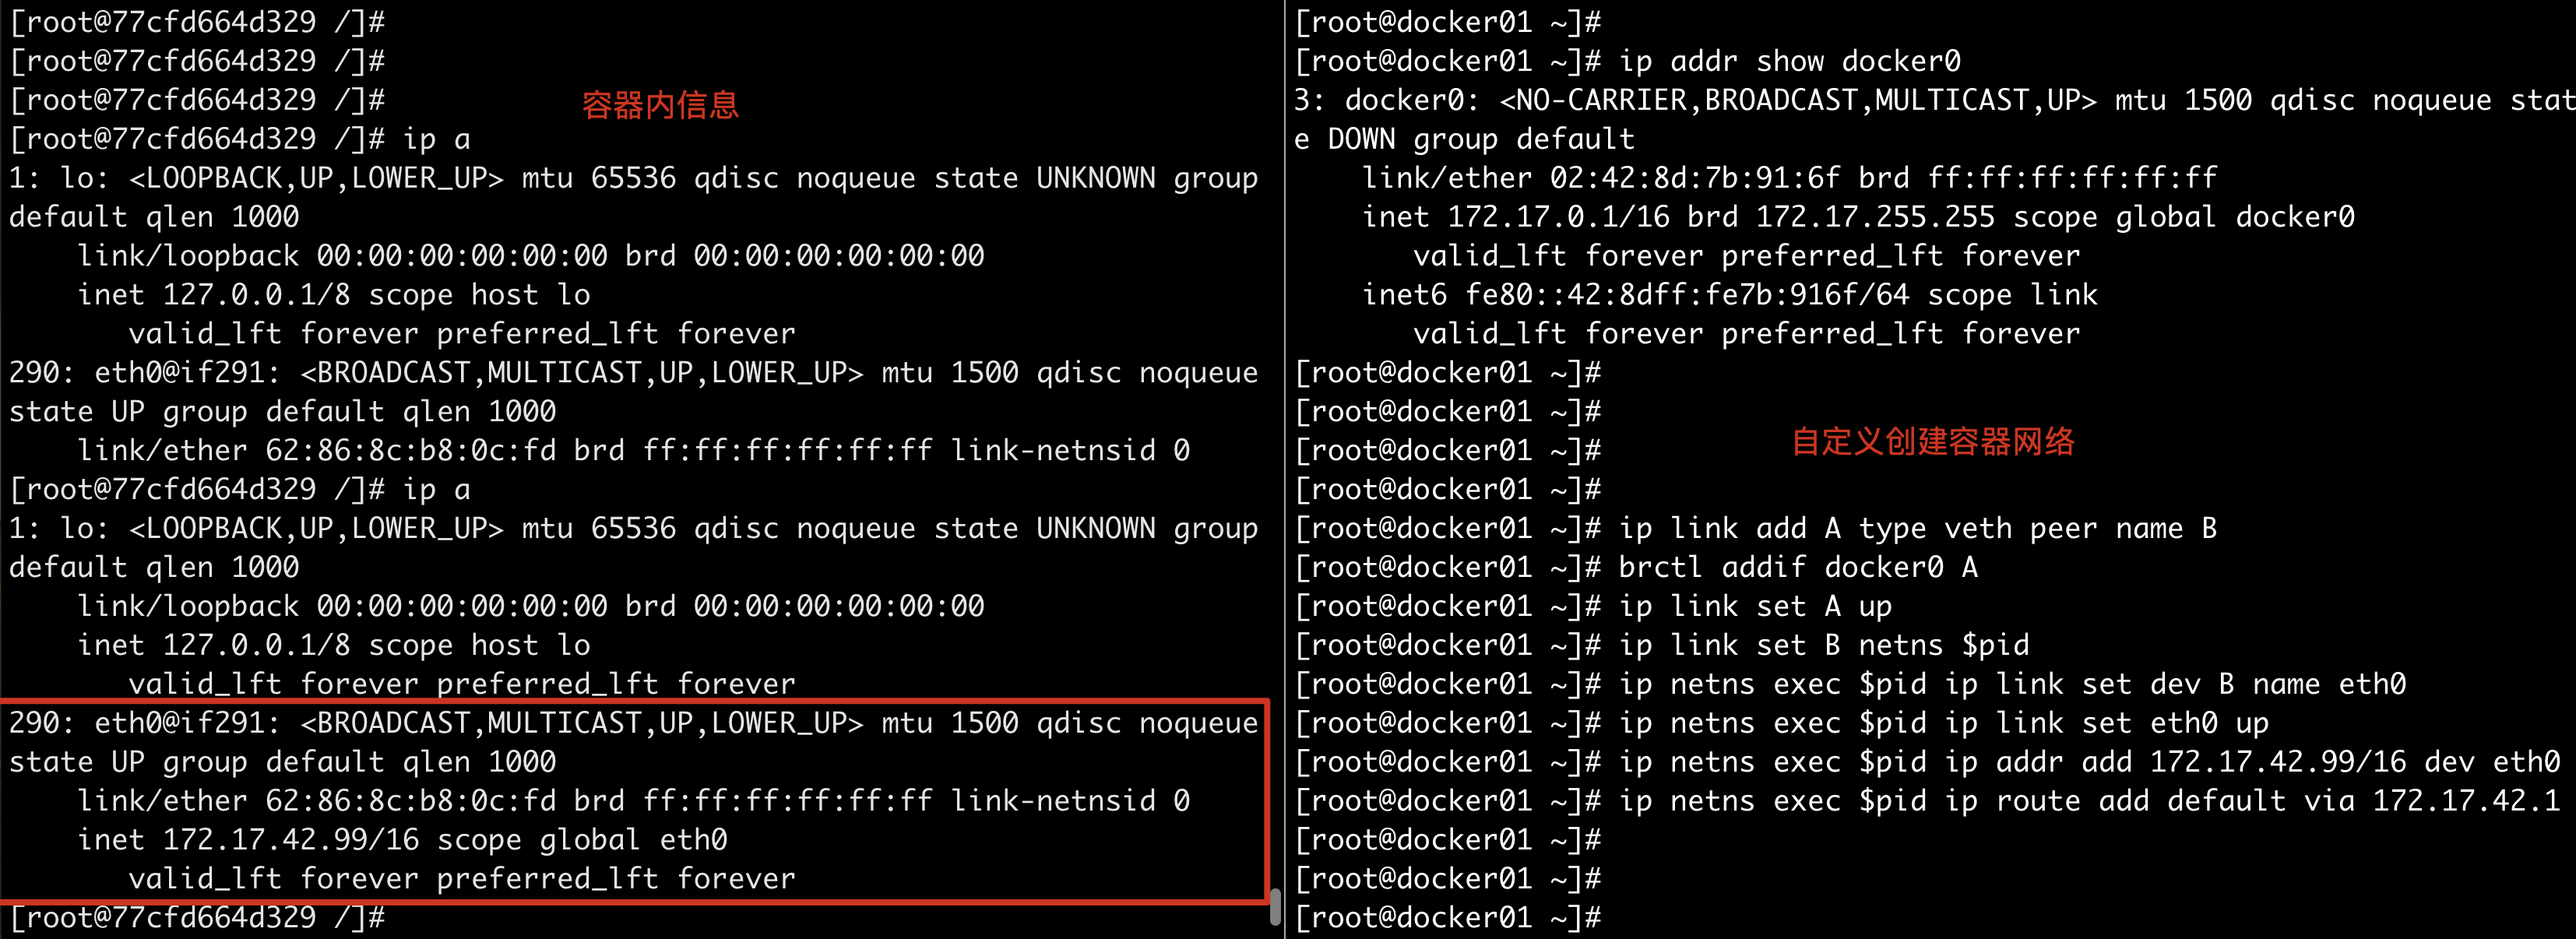 [root@77cfd664d329 /]#
[root@77cfd664d329 /]#
[root@77cfd664d329 /]#
容器内信息
[root@77cfd664d329 /]# ip a
1: lo: <LOOPBACK,UP,LOWER_UP> mtu 65536 qdisc noqueue state UNKNOWN group
default qlen 1000
    link/loopback 00:00:00:00:00:00 brd 00:00:00:00:00:00
    inet 127.0.0.1/8 scope host lo
       valid_lft forever preferred_lft forever
290: eth0@if291: <BROADCAST,MULTICAST,UP,LOWER_UP> mtu 1500 qdisc noqueue
state UP group default qlen 1000
    link/ether 62:86:8c:b8:0c:fd brd ff:ff:ff:ff:ff:ff link-netnsid 0
[root@77cfd664d329 /]# ip a
1: lo: <LOOPBACK,UP,LOWER_UP> mtu 65536 qdisc noqueue state UNKNOWN group
default qlen 1000
    link/loopback 00:00:00:00:00:00 brd 00:00:00:00:00:00
    inet 127.0.0.1/8 scope host lo
       valid_lft forever preferred_lft forever
290: eth0@if291: <BROADCAST,MULTICAST,UP,LOWER_UP> mtu 1500 qdisc noqueue
state UP group default qlen 1000
    link/ether 62:86:8c:b8:0c:fd brd ff:ff:ff:ff:ff:ff link-netnsid 0
    inet 172.17.42.99/16 scope global eth0
       valid_lft forever preferred_lft forever
[root@77cfd664d329 /]#
[root@docker01 ~]#
[root@docker01 ~]# ip addr show docker0
3: docker0: <NO-CARRIER,BROADCAST,MULTICAST,UP> mtu 1500 qdisc noqueue stat
e DOWN group default
    link/ether 02:42:8d:7b:91:6f brd ff:ff:ff:ff:ff:ff
    inet 172.17.0.1/16 brd 172.17.255.255 scope global docker0
       valid_lft forever preferred_lft forever
    inet6 fe80::42:8dff:fe7b:916f/64 scope link
       valid_lft forever preferred_lft forever
[root@docker01 ~]#
[root@docker01 ~]#
[root@docker01 ~]#
自定义创建容器网络
[root@docker01 ~]#
[root@docker01 ~]# ip link add A type veth peer name B
[root@docker01 ~]# brctl addif docker0 A
[root@docker01 ~]# ip link set A up
[root@docker01 ~]# ip link set B netns $pid
[root@docker01 ~]# ip netns exec $pid ip link set dev B name eth0
[root@docker01 ~]# ip netns exec $pid ip link set eth0 up
[root@docker01 ~]# ip netns exec $pid ip addr add 172.17.42.99/16 dev eth0
[root@docker01 ~]# ip netns exec $pid ip route add default via 172.17.42.1
[root@docker01 ~]#
[root@docker01 ~]#
[root@docker01 ~]#